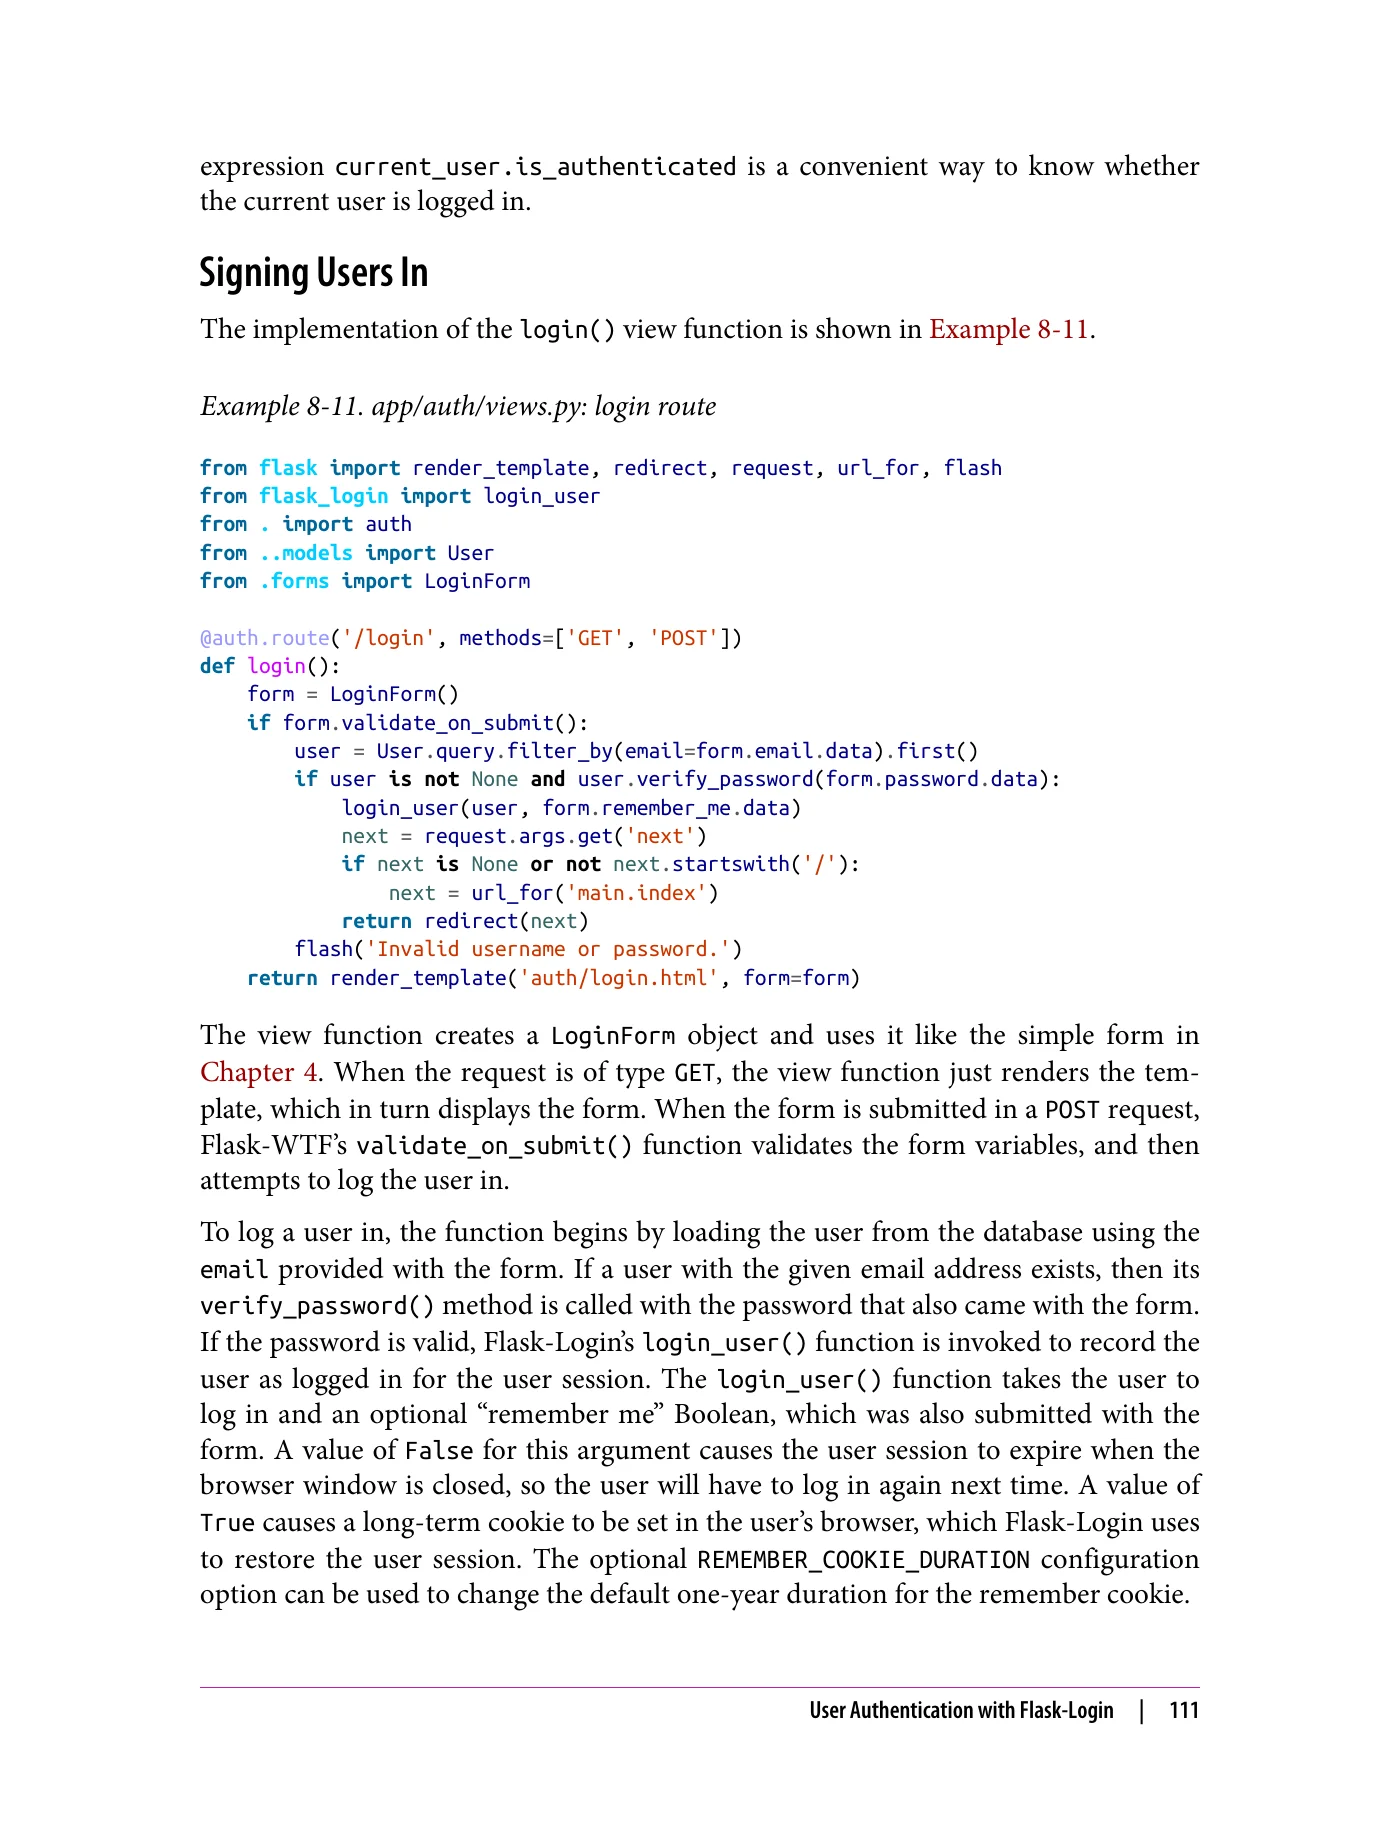 expression current_user.is_authenticated is a convenient way to know whether
the current user is logged in.
Signing Users In
The implementation of the login() view function is shown in Example 8-11.
Example 8-11. app/auth/views.py: login route
from flask import render_template, redirect, request, url_for, flash
from flask_login import login_user
from . import auth
from ..models import User
from .forms import LoginForm

@auth.route('/login', methods=['GET', 'POST'])
def login():
    form = LoginForm()
    if form.validate_on_submit():
        user = User.query.filter_by(email=form.email.data).first()
        if user is not None and user.verify_password(form.password.data):
            login_user(user, form.remember_me.data)
            next = request.args.get('next')
            if next is None or not next.startswith('/'):
                next = url_for('main.index')
            return redirect(next)
        flash('Invalid username or password.')
    return render_template('auth/login.html', form=form)
The view function creates a LoginForm object and uses it like the simple form in
Chapter 4. When the request is of type GET, the view function just renders the tem-
plate, which in turn displays the form. When the form is submitted in a POST request,
Flask-WTF’s validate_on_submit() function validates the form variables, and then
attempts to log the user in.
To log a user in, the function begins by loading the user from the database using the
email provided with the form. If a user with the given email address exists, then its
verify_password() method is called with the password that also came with the form.
If the password is valid, Flask-Login’s login_user() function is invoked to record the
user as logged in for the user session. The login_user() function takes the user to
log in and an optional “remember me” Boolean, which was also submitted with the
form. A value of False for this argument causes the user session to expire when the
browser window is closed, so the user will have to log in again next time. A value of
True causes a long-term cookie to be set in the user’s browser, which Flask-Login uses
to restore the user session. The optional REMEMBER_COOKIE_DURATION configuration
option can be used to change the default one-year duration for the remember cookie.
User Authentication with Flask-Login | 111